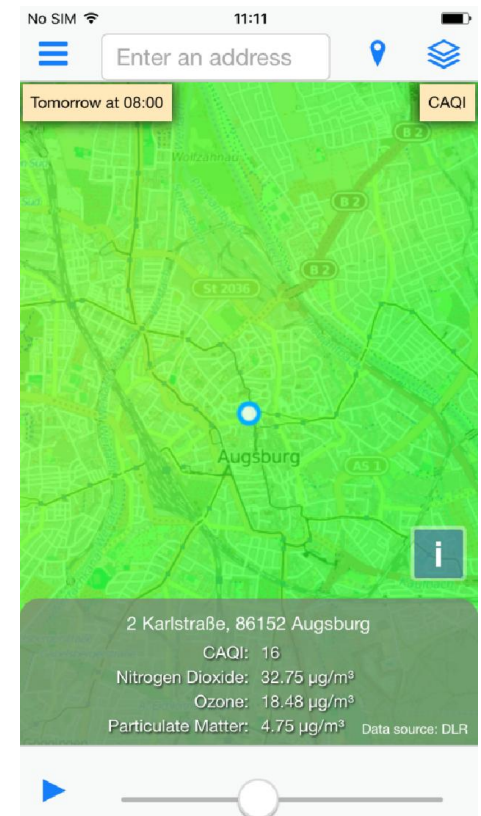 No SIM 11:11
Enter an address
Tomorrow at 08:00 CAQI
B 2
Wolfzahnau
B 2
B 2
St 2036
Augsburg
AS 1
i
2 Karlstraße, 86152 Augsburg
CAQI: 16
Nitrogen Dioxide: 32.75 µg/m³
Ozone: 18.48 µg/m³
Particulate Matter: 4.75 µg/m³ Data source: DLR